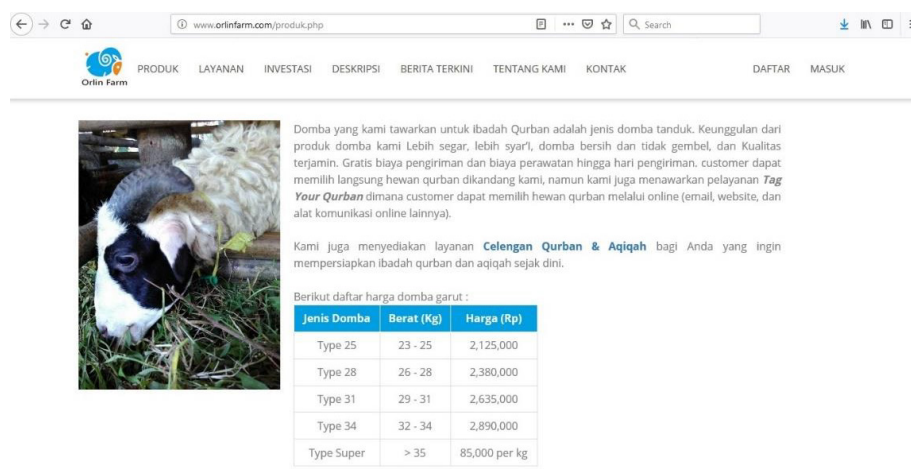 www.orlinfarm.com/produk.php
Search
Orlin Farm
PRODUK LAYANAN INVESTASI DESKRIPSI BERITA TERKINI TENTANG KAMI KONTAK DAFTAR MASUK
Domba yang kami tawarkan untuk ibadah Qurban adalah jenis domba tanduk. Keunggulan dari
produk domba kami Lebih segar, lebih syar'I, domba bersih dan tidak gembel, dan Kualitas
terjamin. Gratis biaya pengiriman dan biaya perawatan hingga hari pengiriman. customer dapat
memilih langsung hewan qurban dikandang kami, namun kami juga menawarkan pelayanan Tag
Your Qurban dimana customer dapat memilih hewan qurban melalui online (email, website, dan
alat komunikasi online lainnya).
Kami juga menyediakan layanan Celengan Qurban & Aqiqah bagi Anda yang ingin
mempersiapkan ibadah qurban dan aqiqah sejak dini.
Berikut daftar harga domba garut :
Jenis Domba Berat (Kg) Harga (Rp)
Type 25 23 - 25 2,125,000
Type 28 26 - 28 2,380,000
Type 31 29 - 31 2,635,000
Type 34 32 - 34 2,890,000
Type Super > 35 85,000 per kg